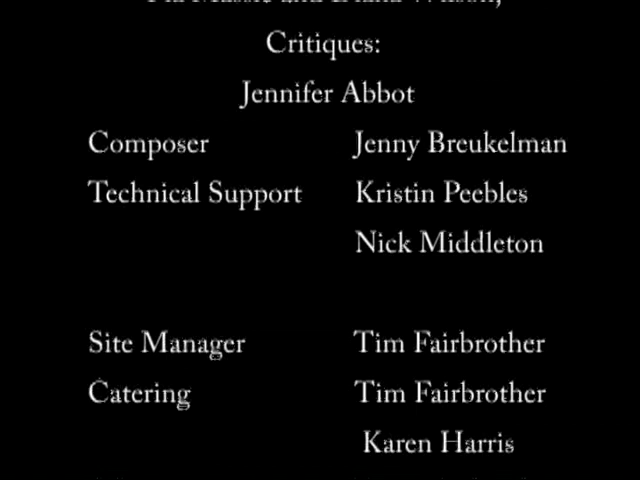 Critiques:
Jennifer Abbot
Composer Jenny Breukelman
Technical Support Kristin Peebles
Nick Middleton
Site Manager Tim Fairbrother
Catering Tim Fairbrother
Karen Harris